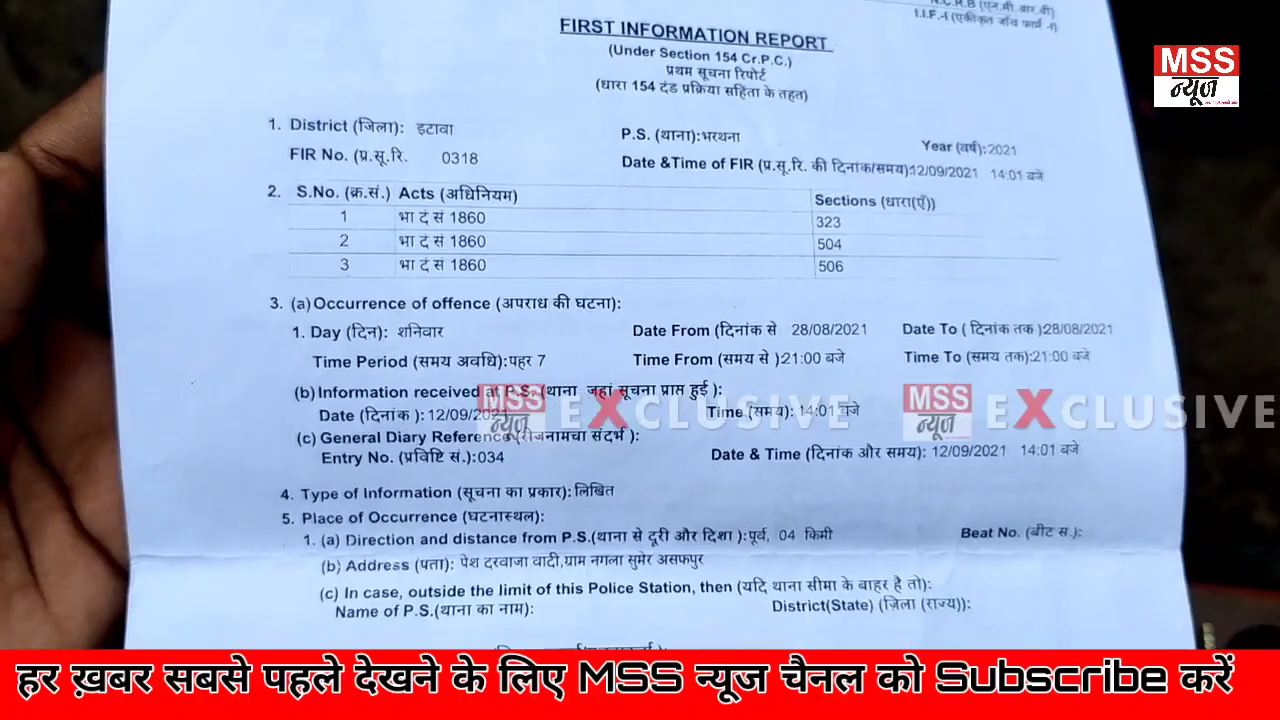 N.C.R.B (एन.सी.आर.बी)
I.I.F.-I (एकीकृत जाँच फार्म -I)
FIRST INFORMATION REPORT
(Under Section 154 Cr.P.C.)
प्रथम सूचना रिपोर्ट
(धारा 154 दंड प्रक्रिया संहिता के तहत)
MSS
न्यूज
1. District (जिला): इटावा P.S. (थाना):भरथना Year (वर्ष):2021
FIR No. (प्र.सू.रि. 0318 Date &Time of FIR (प्र.सू.रि. की दिनांक/समय):12/09/2021 14:01 बजे
2. S.No. (क्र.सं.) Acts (अधिनियम) Sections (धारा(एँ))
1 भा दं सं 1860 323
2 भा दं सं 1860 504
3 भा दं सं 1860 506
3. (a)Occurrence of offence (अपराध की घटना):
1. Day (दिन): शनिवार Date From (दिनांक से 28/08/2021 Date To ( दिनांक तक ):28/08/2021
Time Period (समय अवधि):पहर 7 Time From (समय से ):21:00 बजे Time To (समय तक):21:00 बजे
(b)Information received at P.S. (थाना जहां सूचना प्राप्त हुई ):
Date (दिनांक ): 12/09/2021 Time (समय): 14:01 बजे
MSS न्यूज EXCLUSIVE MSS न्यूज EXCLUSIVE
(c) General Diary Reference (रोजनामचा संदर्भ ):
Entry No. (प्रविष्टि सं.):034 Date & Time (दिनांक और समय): 12/09/2021 14:01 बजे
4. Type of Information (सूचना का प्रकार): लिखित
5. Place of Occurrence (घटनास्थल):
1. (a) Direction and distance from P.S.(थाना से दूरी और दिशा ):पूर्व, 04 किमी Beat No. (बीट सं.):
(b) Address (पता): पेश दरवाजा वादी,ग्राम नगला सुमेर असफपुर
(c) In case, outside the limit of this Police Station, then (यदि थाना सीमा के बाहर है तो):
Name of P.S.(थाना का नाम): District(State) (ज़िला (राज्य)):
हर ख़बर सबसे पहले देखने के लिए MSS न्यूज चैनल को Subscribe करें